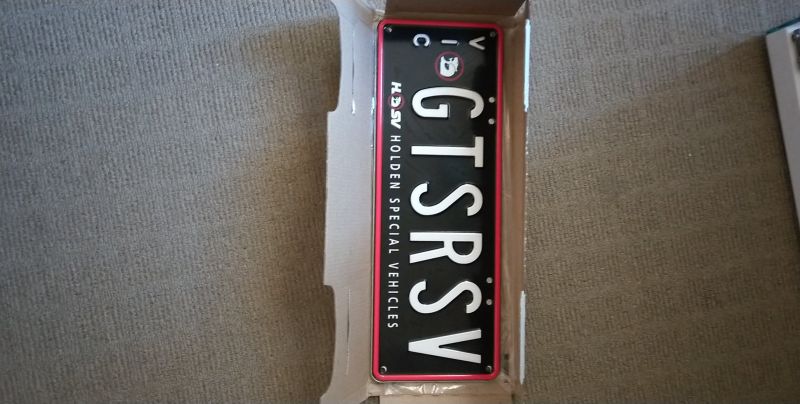 VIC
GTSRSV
HSV HOLDEN SPECIAL VEHICLES